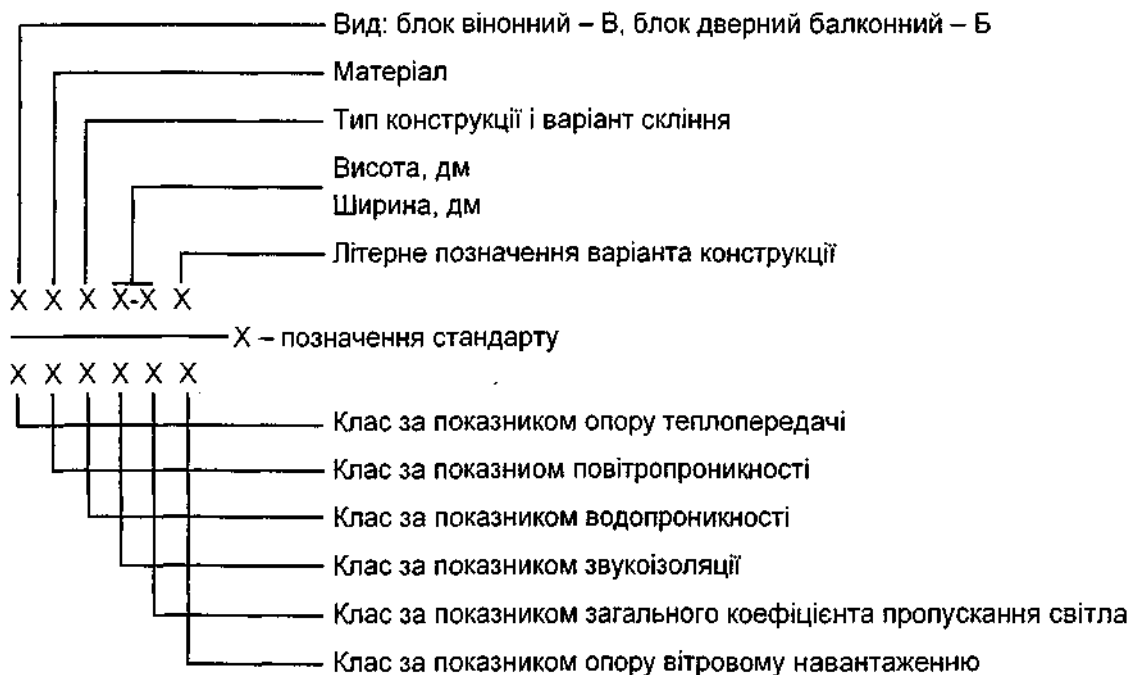 Вид: блок вінонний – В, блок дверний балконний – Б
Матеріал
Тип конструкції і варіант скління
Висота, дм
Ширина, дм
Літерне позначення варіанта конструкції
Х Х Х Х-Х Х
Х – позначення стандарту
Х Х Х Х Х Х
Клас за показником опору теплопередачі
Клас за показниом повітропроникності
Клас за показником водопроникності
Клас за показником звукоізоляції
Клас за показником загального коефіцієнта пропускання світла
Клас за показником опору вітровому навантаженню